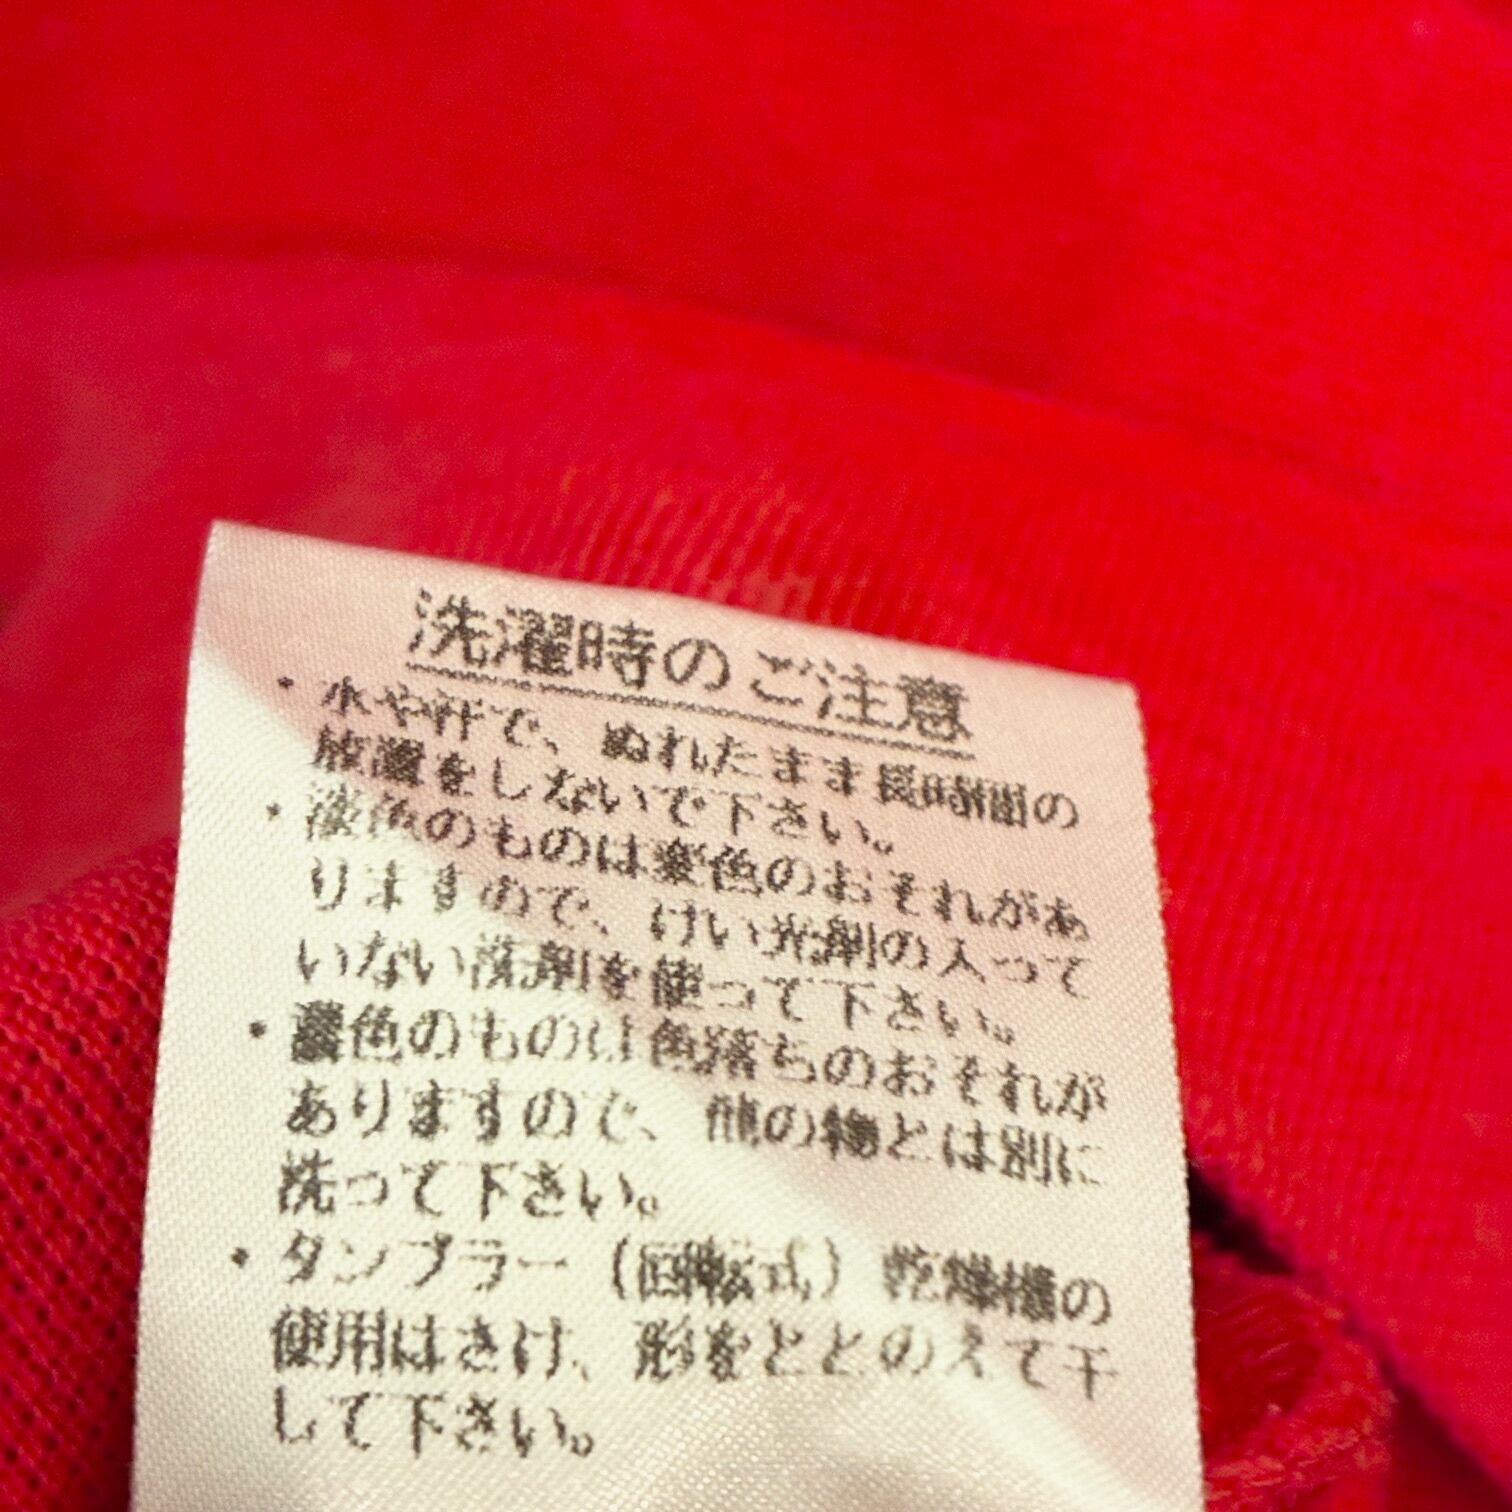 洗濯時のご注意
・水や汗で、ぬれたまま長時間の
放置をしないで下さい。
・淡色のものは変色のおそれがあ
りますので、けい光剤の入って
いない洗剤を使って下さい。
・濃色のものは色落ちのおそれが
ありますので、他の物とは別に
洗って下さい。
・タンブラー（回転式）乾燥機の
使用はさけ、形をととのえて干
して下さい。